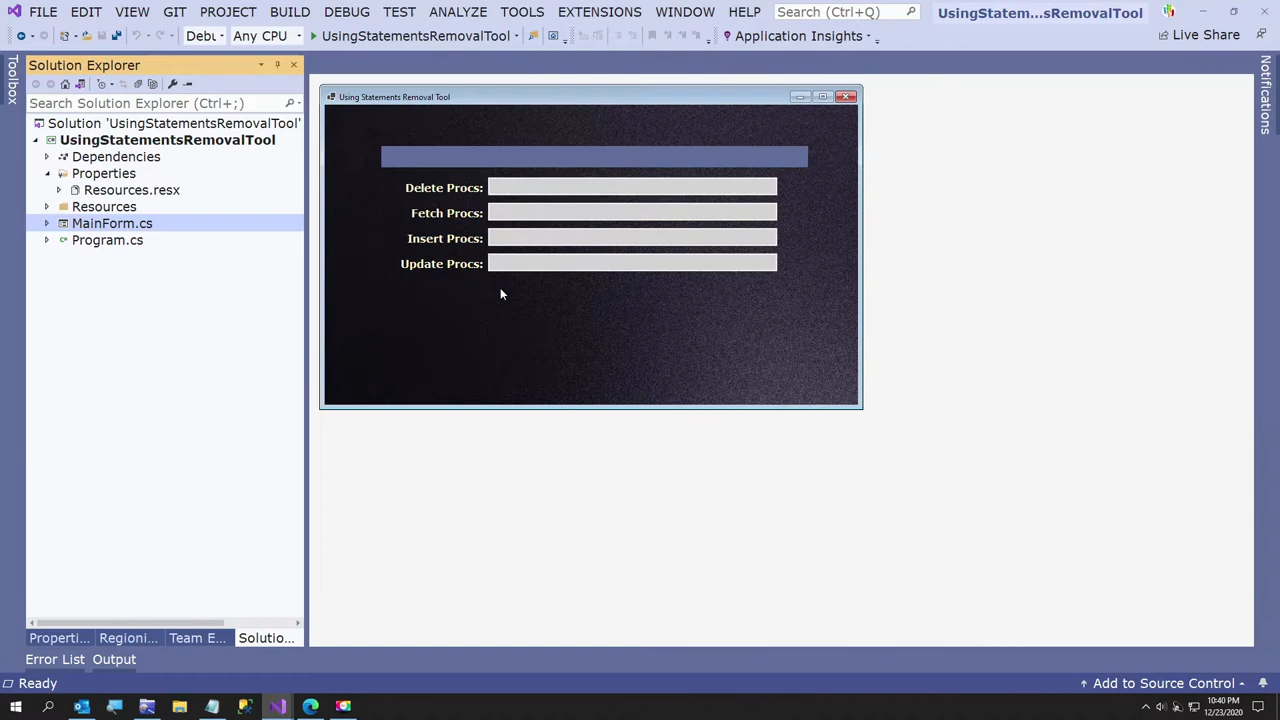 FILE EDIT VIEW GIT PROJECT BUILD DEBUG TEST ANALYZE TOOLS EXTENSIONS WINDOW HELP Search (Ctrl+Q) UsingStatem...sRemovalTool
Debu Any CPU UsingStatementsRemovalTool Application Insights Live Share
Toolbox
Solution Explorer
Search Solution Explorer (Ctrl+;)
Solution 'UsingStatementsRemovalTool'
UsingStatementsRemovalTool
Dependencies
Properties
Resources.resx
Resources
MainForm.cs
Program.cs
Using Statements Removal Tool
Delete Procs:
Fetch Procs:
Insert Procs:
Update Procs:
Notifications
Properti... Regioni... Team E... Solutio...
Error List Output
Ready Add to Source Control
10:40 PM
12/23/2020